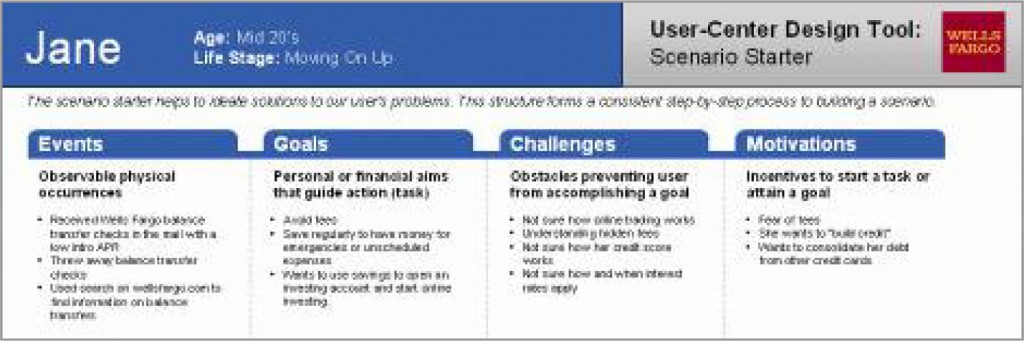 Jane
Age: Mid 20's
Life Stage: Moving On Up
User-Center Design Tool:
Scenario Starter
WELLS
FARGO
The scenario starter helps to ideate solutions to our user's problems. This structure forms a consistent step-by-step process to building a scenario.
Events
Observable physical
occurrences
• Received Wells Fargo balance
transfer checks in the mail with a
low intro APR
• Threw away balance transfer
checks
• Used search on wellsfargo.com to
find information on balance
transfers
Goals
Personal or financial aims
that guide action (task)
• Avoid fees
• Save regularly to have money for
emergencies or unscheduled
expenses
• Wants to use savings to open an
investing account and start online
investing.
Challenges
Obstacles preventing user
from accomplishing a goal
• Not sure how online trading works
• Understanding hidden fees
• Not sure how her credit score
works
• Not sure how and when interest
rates apply
Motivations
Incentives to start a task or
attain a goal
• Fear of fees
• She wants to "build credit"
• Wants to consolidate her debt
from other credit cards